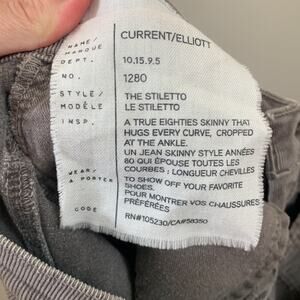 NAME/ MARQUE CURRENT/ELLIOTT
DEPT. 10.15.9.5
NO. 1280
STYLE/ THE STILETTO
MODÈLE LE STILETTO
INSP. A TRUE EIGHTIES SKINNY THAT
HUGS EVERY CURVE, CROPPED
AT THE ANKLE.
UN JEAN SKINNY STYLE ANNÉES
80 QUI ÉPOUSE TOUTES LES
COURBES : LONGUEUR CHEVILLES
WEAR/ TO SHOW OFF YOUR FAVORITE
A PORTER SHOES.
POUR MONTRER VOS CHAUSSURES
PRÉFÉRÉES
CODE RN#105230/CA#58350